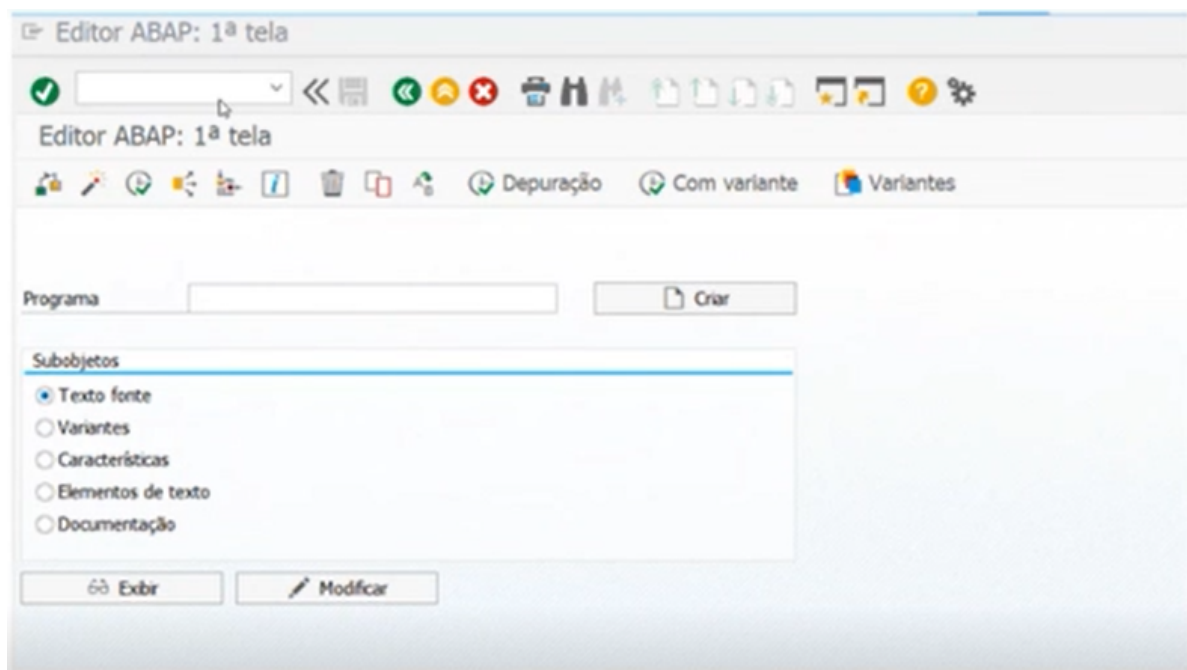 Editor ABAP: 1ª tela
Editor ABAP: 1ª tela
Depuração Com variante Variantes
Programa Criar
Subobjetos
Texto fonte
Variantes
Características
Elementos de texto
Documentação
Exibir Modificar